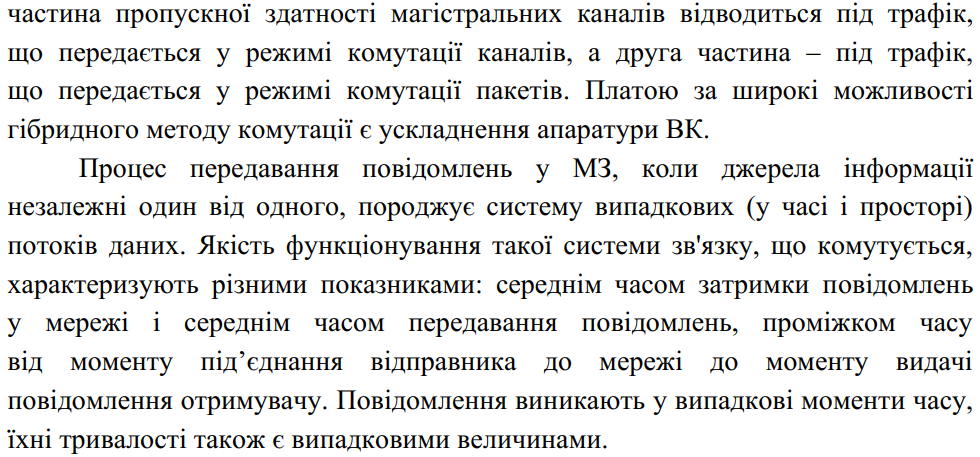 частина пропускної здатності магістральних каналів відводиться під трафік,
що передається у режимі комутації каналів, а друга частина – під трафік,
що передається у режимі комутації пакетів. Платою за широкі можливості
гібридного методу комутації є ускладнення апаратури ВК.
Процес передавання повідомлень у МЗ, коли джерела інформації
незалежні один від одного, породжує систему випадкових (у часі і просторі)
потоків даних. Якість функціонування такої системи зв'язку, що комутується,
характеризують різними показниками: середнім часом затримки повідомлень
у мережі і середнім часом передавання повідомлень, проміжком часу
від моменту під’єднання відправника до мережі до моменту видачі
повідомлення отримувачу. Повідомлення виникають у випадкові моменти часу,
їхні тривалості також є випадковими величинами.